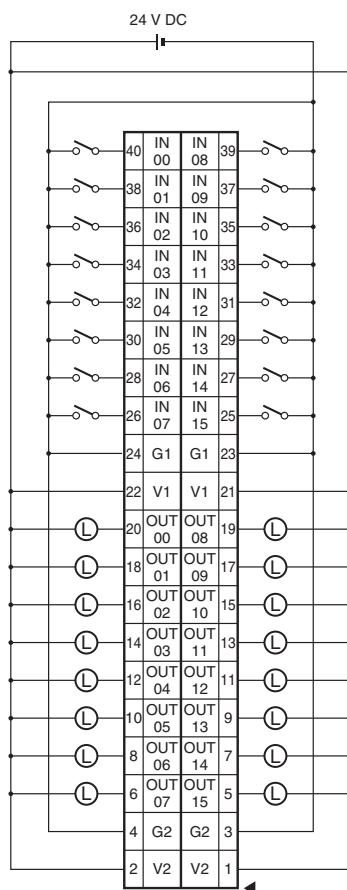 24 V DC
40 IN 00 IN 08 39
38 IN 01 IN 09 37
36 IN 02 IN 10 35
34 IN 03 IN 11 33
32 IN 04 IN 12 31
30 IN 05 IN 13 29
28 IN 06 IN 14 27
26 IN 07 IN 15 25
24 G1 G1 23
22 V1 V1 21
L 20 OUT 00 OUT 08 19 L
L 18 OUT 01 OUT 09 17 L
L 16 OUT 02 OUT 10 15 L
L 14 OUT 03 OUT 11 13 L
L 12 OUT 04 OUT 12 11 L
L 10 OUT 05 OUT 13 9 L
L 8 OUT 06 OUT 14 7 L
L 6 OUT 07 OUT 15 5 L
4 G2 G2 3
2 V2 V2 1